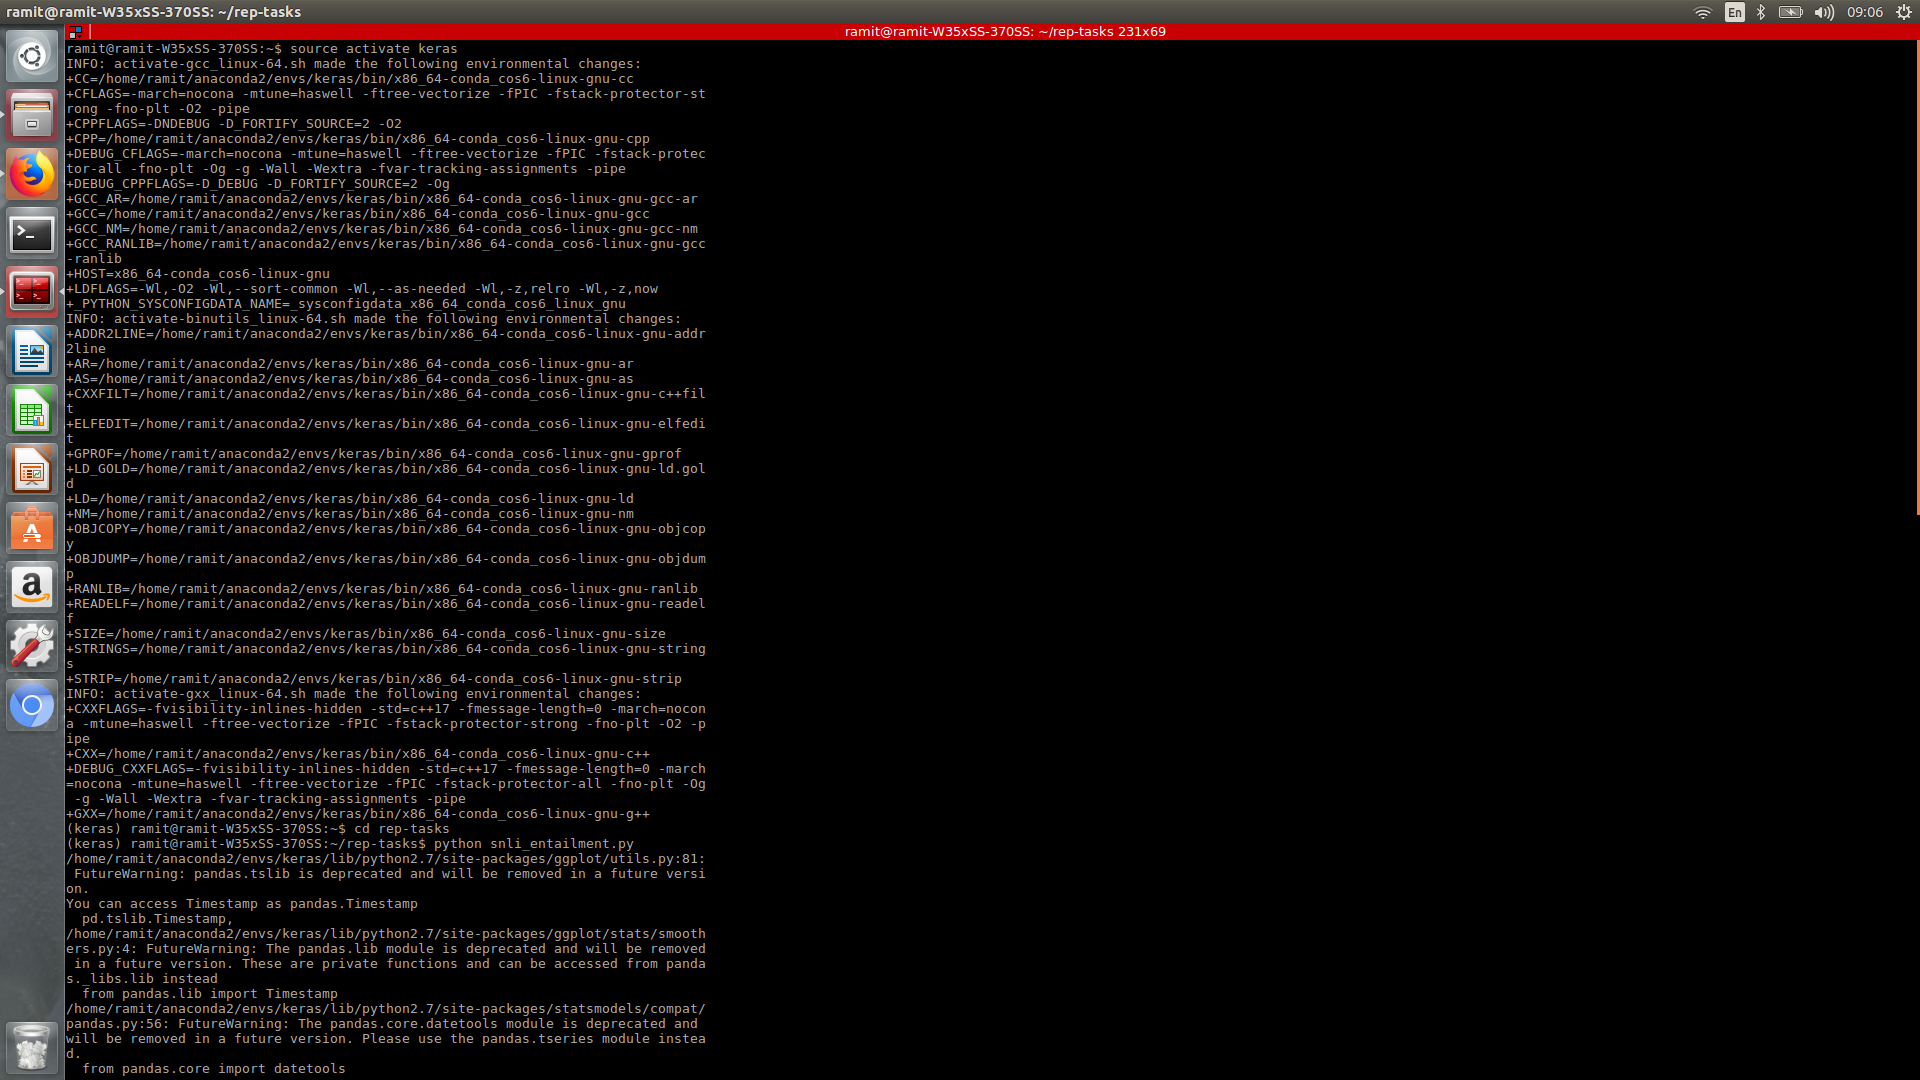 ramit@ramit-W35xSS-370SS: ~/rep-tasks
En
09:06
ramit@ramit-W35xSS-370SS: ~/rep-tasks 231x69
ramit@ramit-W35xSS-370SS:~$ source activate keras
INFO: activate-gcc_linux-64.sh made the following environmental changes:
+CC=/home/ramit/anaconda2/envs/keras/bin/x86_64-conda_cos6-linux-gnu-cc
+CFLAGS=-march=nocona -mtune=haswell -ftree-vectorize -fPIC -fstack-protector-st
rong -fno-plt -O2 -pipe
+CPPFLAGS=-DNDEBUG -D_FORTIFY_SOURCE=2 -O2
+CPP=/home/ramit/anaconda2/envs/keras/bin/x86_64-conda_cos6-linux-gnu-cpp
+DEBUG_CFLAGS=-march=nocona -mtune=haswell -ftree-vectorize -fPIC -fstack-protec
tor-all -fno-plt -Og -g -Wall -Wextra -fvar-tracking-assignments -pipe
+DEBUG_CPPFLAGS=-D_DEBUG -D_FORTIFY_SOURCE=2 -Og
+GCC_AR=/home/ramit/anaconda2/envs/keras/bin/x86_64-conda_cos6-linux-gnu-gcc-ar
+GCC=/home/ramit/anaconda2/envs/keras/bin/x86_64-conda_cos6-linux-gnu-gcc
+GCC_NM=/home/ramit/anaconda2/envs/keras/bin/x86_64-conda_cos6-linux-gnu-gcc-nm
+GCC_RANLIB=/home/ramit/anaconda2/envs/keras/bin/x86_64-conda_cos6-linux-gnu-gcc
-ranlib
+HOST=x86_64-conda_cos6-linux-gnu
+LDFLAGS=-Wl,-O2 -Wl,--sort-common -Wl,--as-needed -Wl,-z,relro -Wl,-z,now
+_PYTHON_SYSCONFIGDATA_NAME=_sysconfigdata_x86_64_conda_cos6_linux_gnu
INFO: activate-binutils_linux-64.sh made the following environmental changes:
+ADDR2LINE=/home/ramit/anaconda2/envs/keras/bin/x86_64-conda_cos6-linux-gnu-addr
2line
+AR=/home/ramit/anaconda2/envs/keras/bin/x86_64-conda_cos6-linux-gnu-ar
+AS=/home/ramit/anaconda2/envs/keras/bin/x86_64-conda_cos6-linux-gnu-as
+CXXFILT=/home/ramit/anaconda2/envs/keras/bin/x86_64-conda_cos6-linux-gnu-c++fil
t
+ELFEDIT=/home/ramit/anaconda2/envs/keras/bin/x86_64-conda_cos6-linux-gnu-elfedi
t
+GPROF=/home/ramit/anaconda2/envs/keras/bin/x86_64-conda_cos6-linux-gnu-gprof
+LD_GOLD=/home/ramit/anaconda2/envs/keras/bin/x86_64-conda_cos6-linux-gnu-ld.gol
d
+LD=/home/ramit/anaconda2/envs/keras/bin/x86_64-conda_cos6-linux-gnu-ld
+NM=/home/ramit/anaconda2/envs/keras/bin/x86_64-conda_cos6-linux-gnu-nm
+OBJCOPY=/home/ramit/anaconda2/envs/keras/bin/x86_64-conda_cos6-linux-gnu-objcop
y
+OBJDUMP=/home/ramit/anaconda2/envs/keras/bin/x86_64-conda_cos6-linux-gnu-objdum
p
+RANLIB=/home/ramit/anaconda2/envs/keras/bin/x86_64-conda_cos6-linux-gnu-ranlib
+READELF=/home/ramit/anaconda2/envs/keras/bin/x86_64-conda_cos6-linux-gnu-readel
f
+SIZE=/home/ramit/anaconda2/envs/keras/bin/x86_64-conda_cos6-linux-gnu-size
+STRINGS=/home/ramit/anaconda2/envs/keras/bin/x86_64-conda_cos6-linux-gnu-string
s
+STRIP=/home/ramit/anaconda2/envs/keras/bin/x86_64-conda_cos6-linux-gnu-strip
INFO: activate-gxx_linux-64.sh made the following environmental changes:
+CXXFLAGS=-fvisibility-inlines-hidden -std=c++17 -fmessage-length=0 -march=nocon
a -mtune=haswell -ftree-vectorize -fPIC -fstack-protector-strong -fno-plt -O2 -p
ipe
+CXX=/home/ramit/anaconda2/envs/keras/bin/x86_64-conda_cos6-linux-gnu-c++
+DEBUG_CXXFLAGS=-fvisibility-inlines-hidden -std=c++17 -fmessage-length=0 -march
=nocona -mtune=haswell -ftree-vectorize -fPIC -fstack-protector-all -fno-plt -Og
 -g -Wall -Wextra -fvar-tracking-assignments -pipe
+GXX=/home/ramit/anaconda2/envs/keras/bin/x86_64-conda_cos6-linux-gnu-g++
(keras) ramit@ramit-W35xSS-370SS:~$ cd rep-tasks
(keras) ramit@ramit-W35xSS-370SS:~/rep-tasks$ python snli_entailment.py
/home/ramit/anaconda2/envs/keras/lib/python2.7/site-packages/ggplot/utils.py:81:
 FutureWarning: pandas.tslib is deprecated and will be removed in a future versi
on.
You can access Timestamp as pandas.Timestamp
  pd.tslib.Timestamp,
/home/ramit/anaconda2/envs/keras/lib/python2.7/site-packages/ggplot/stats/smooth
ers.py:4: FutureWarning: The pandas.lib module is deprecated and will be removed
 in a future version. These are private functions and can be accessed from panda
s._libs.lib instead
  from pandas.lib import Timestamp
/home/ramit/anaconda2/envs/keras/lib/python2.7/site-packages/statsmodels/compat/
pandas.py:56: FutureWarning: The pandas.core.datetools module is deprecated and
will be removed in a future version. Please use the pandas.tseries module instea
d.
  from pandas.core import datetools